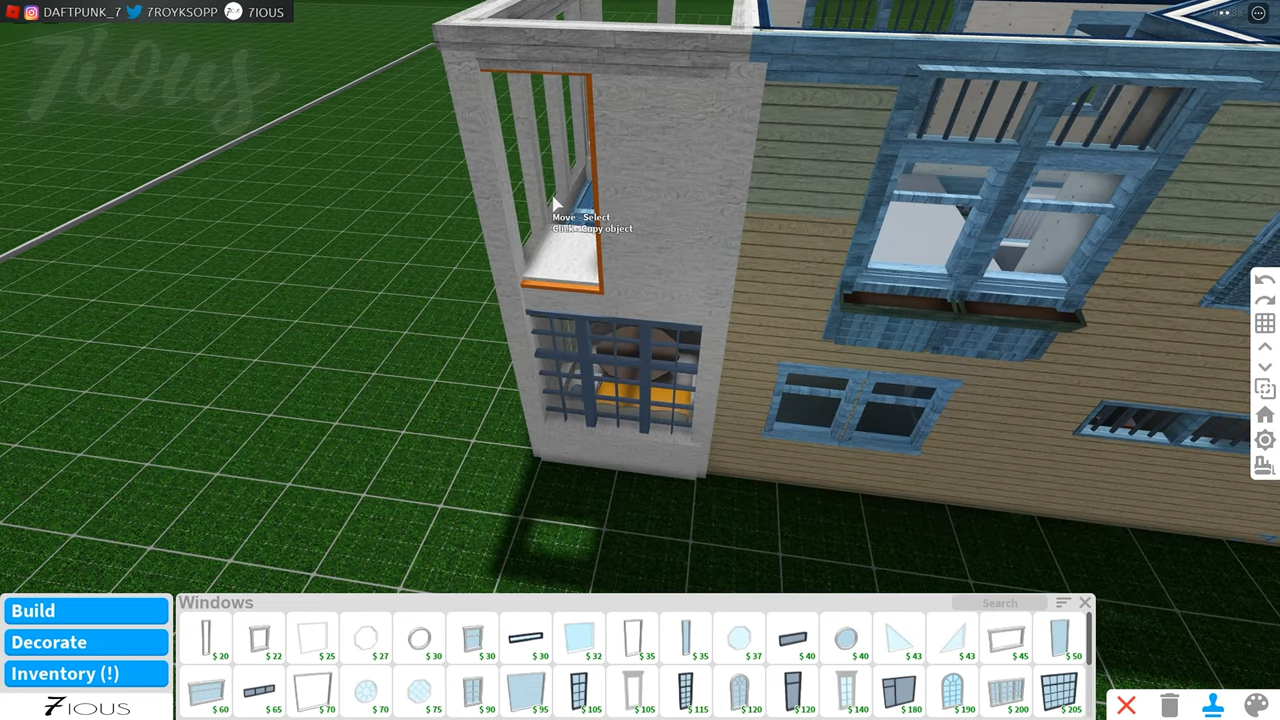 DAFTPUNK_7 7ROYKSOPP 7IOUS
7ious
Move - Select
Click - Copy object
Windows
Search
Build
Decorate
Inventory (!)
7IOUS
$ 20 $ 22 $ 25 $ 27 $ 30 $ 30 $ 30 $ 32 $ 35 $ 35 $ 37 $ 40 $ 40 $ 43 $ 43 $ 45 $ 50
$ 60 $ 65 $ 70 $ 70 $ 75 $ 90 $ 95 $ 105 $ 105 $ 115 $ 120 $ 120 $ 140 $ 180 $ 190 $ 200 $ 205